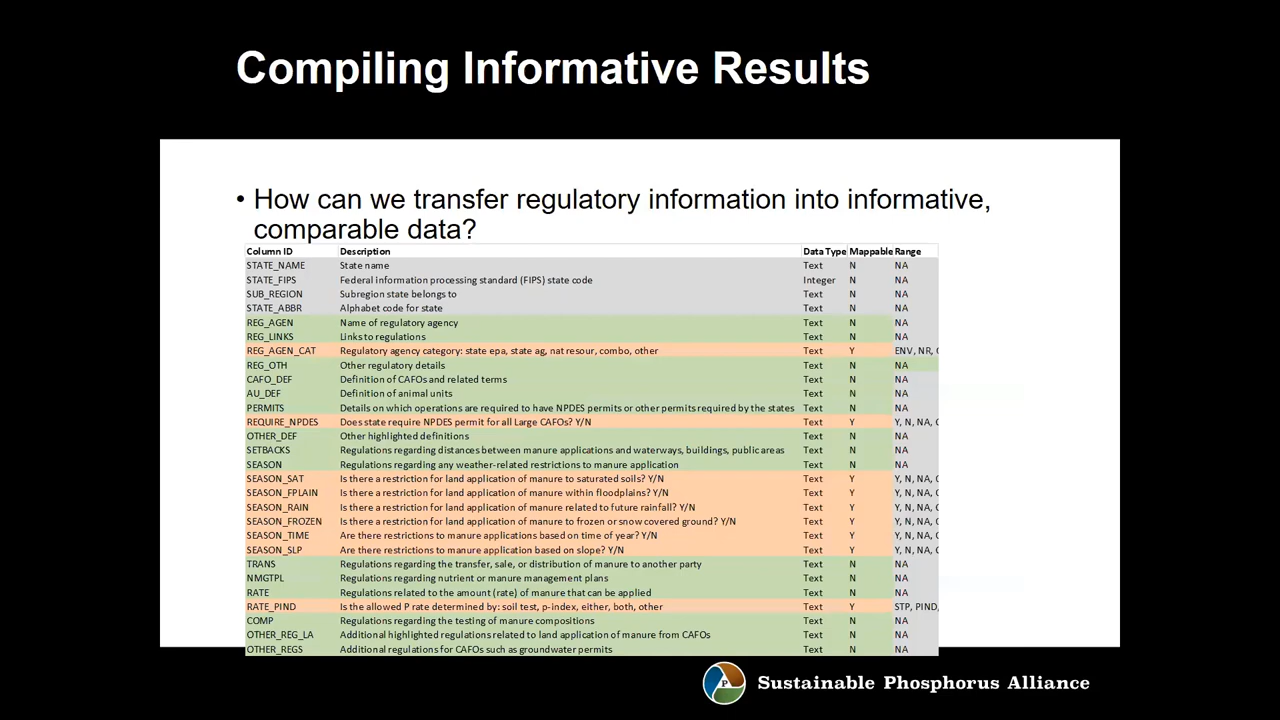 Compiling Informative Results
• How can we transfer regulatory information into informative,
comparable data?
Column ID Description Data Type Mappable Range
STATE_NAME State name Text N NA
STATE_FIPS Federal information processing standard (FIPS) state code Integer N NA
SUB_REGION Subregion state belongs to Text N NA
STATE_ABBR Alphabet code for state Text N NA
REG_AGEN Name of regulatory agency Text N NA
REG_LINKS Links to regulations Text N NA
REG_AGEN_CAT Regulatory agency category: state epa, state ag, nat resour, combo, other Text Y ENV, NR,
REG_OTH Other regulatory details Text N NA
CAFO_DEF Definition of CAFOs and related terms Text N NA
AU_DEF Definition of animal units Text N NA
PERMITS Details on which operations are required to have NPDES permits or other permits required by the states Text N NA
REQUIRE_NPDES Does state require NPDES permit for all Large CAFOs? Y/N Text Y Y, N, NA,
OTHER_DEF Other highlighted definitions Text N NA
SETBACKS Regulations regarding distances between manure applications and waterways, buildings, public areas Text N NA
SEASON Regulations regarding any weather-related restrictions to manure application Text N NA
SEASON_SAT Is there a restriction for land application of manure to saturated soils? Y/N Text Y Y, N, NA,
SEASON_FPLAIN Is there a restriction for land application of manure within floodplains? Y/N Text Y Y, N, NA,
SEASON_RAIN Is there a restriction for land application of manure related to future rainfall? Y/N Text Y Y, N, NA,
SEASON_FROZEN Is there a restriction for land application of manure to frozen or snow covered ground? Y/N Text Y Y, N, NA,
SEASON_TIME Are there restrictions to manure applications based on time of year? Y/N Text Y Y, N, NA,
SEASON_SLP Are there restrictions to manure application based on slope? Y/N Text Y Y, N, NA,
TRANS Regulations regarding the transfer, sale, or distribution of manure to another party Text N NA
NMGTPL Regulations regarding nutrient or manure management plans Text N NA
RATE Regulations related to the amount (rate) of manure that can be applied Text N NA
RATE_PIND Is the allowed P rate determined by: soil test, p-index, either, both, other Text Y STP, PIND,
COMP Regulations regarding the testing of manure compositions Text N NA
OTHER_REG_LA Additional highlighted regulations related to land application of manure from CAFOs Text N NA
OTHER_REGS Additional regulations for CAFOs such as groundwater permits Text N NA
P Sustainable Phosphorus Alliance